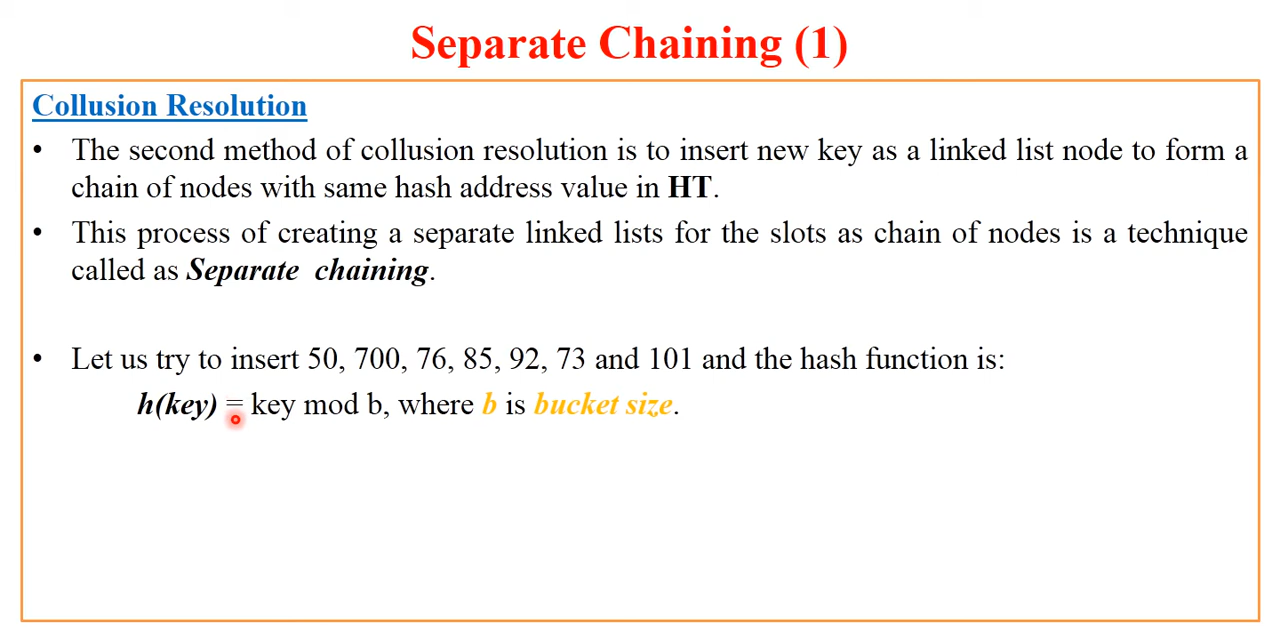 Separate Chaining (1)
Collusion Resolution
• The second method of collusion resolution is to insert new key as a linked list node to form a
chain of nodes with same hash address value in HT.
• This process of creating a separate linked lists for the slots as chain of nodes is a technique
called as Separate chaining.
• Let us try to insert 50, 700, 76, 85, 92, 73 and 101 and the hash function is:
h(key) = key mod b, where b is bucket size.